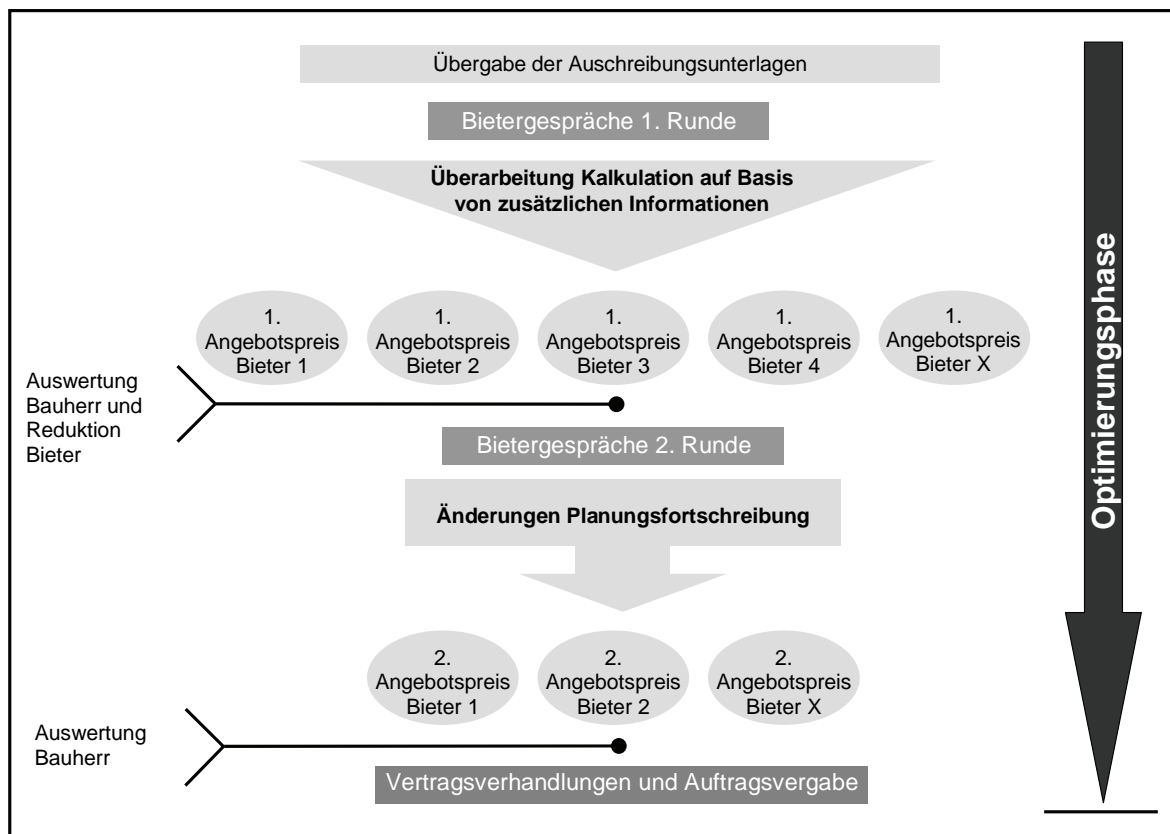 Übergabe der Auschreibungsunterlagen
Bietergespräche 1. Runde
Überarbeitung Kalkulation auf Basis
von zusätzlichen Informationen
1.
Angebotspreis
Bieter 1
1.
Angebotspreis
Bieter 2
1.
Angebotspreis
Bieter 3
1.
Angebotspreis
Bieter 4
1.
Angebotspreis
Bieter X
Auswertung
Bauherr und
Reduktion
Bieter
Bietergespräche 2. Runde
Änderungen Planungsfortschreibung
2.
Angebotspreis
Bieter 1
2.
Angebotspreis
Bieter 2
2.
Angebotspreis
Bieter X
Auswertung
Bauherr
Vertragsverhandlungen und Auftragsvergabe
Optimierungsphase